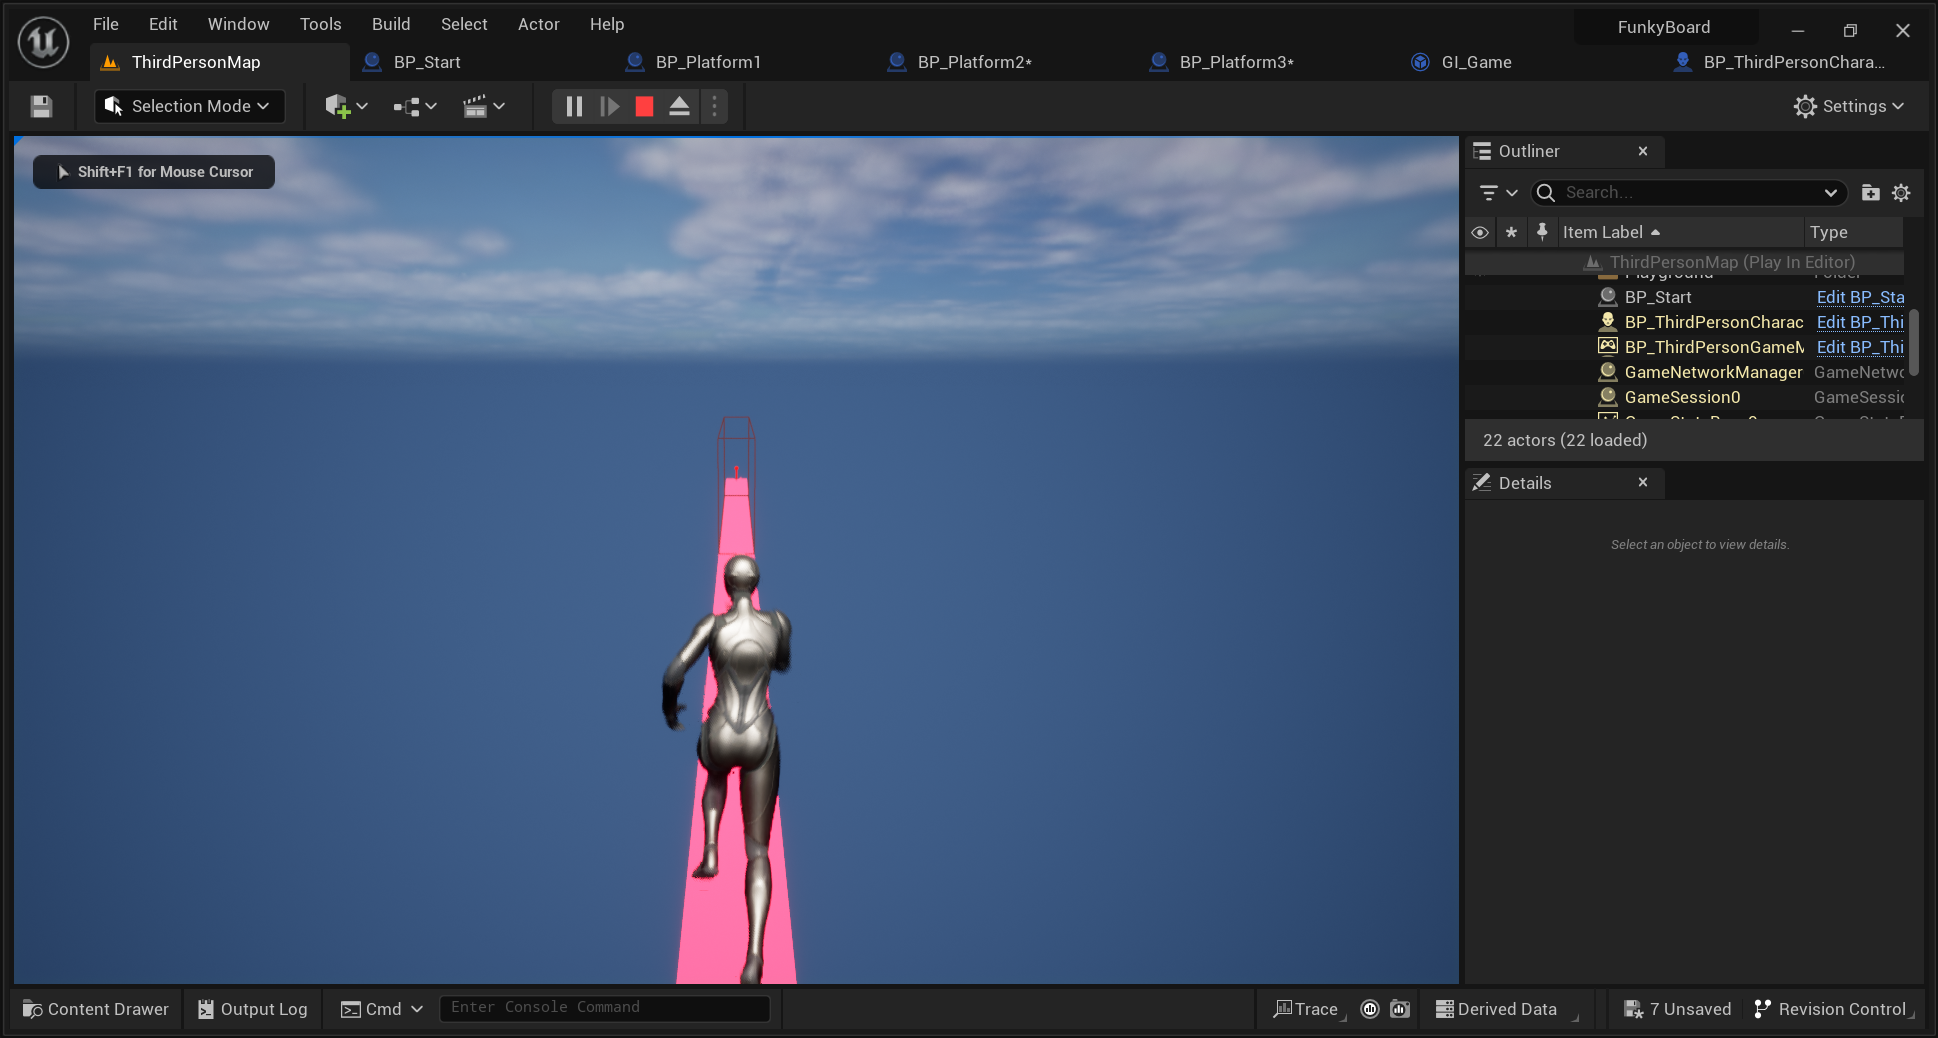 File Edit Window Tools Build Select Actor Help
FunkyBoard
ThirdPersonMap BP_Start BP_Platform1 BP_Platform2* BP_Platform3* GI_Game BP_ThirdPersonChara...
Selection Mode
Settings
Shift+F1 for Mouse Cursor
Outliner
Search...
Item Label Type
ThirdPersonMap (Play In Editor)
Playground Folder
BP_Start Edit BP_Sta
BP_ThirdPersonCharac Edit BP_Thi
BP_ThirdPersonGameM Edit BP_Thi
GameNetworkManager GameNetwo
GameSession0 GameSessio
22 actors (22 loaded)
Details
Select an object to view details.
Content Drawer Output Log Cmd Enter Console Command Trace Derived Data 7 Unsaved Revision Control